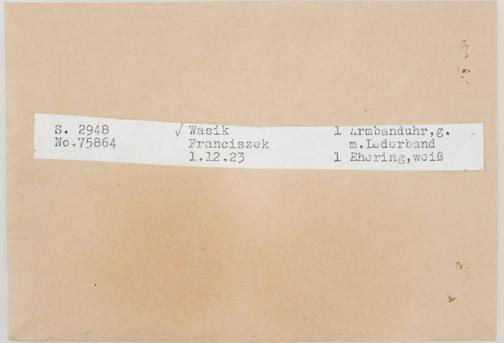 S. 2948 ✓ Wasik 1 Armbanduhr,g.
No.75864 Franciszek m.Lederband
1.12.23 1 Ehering,weiß